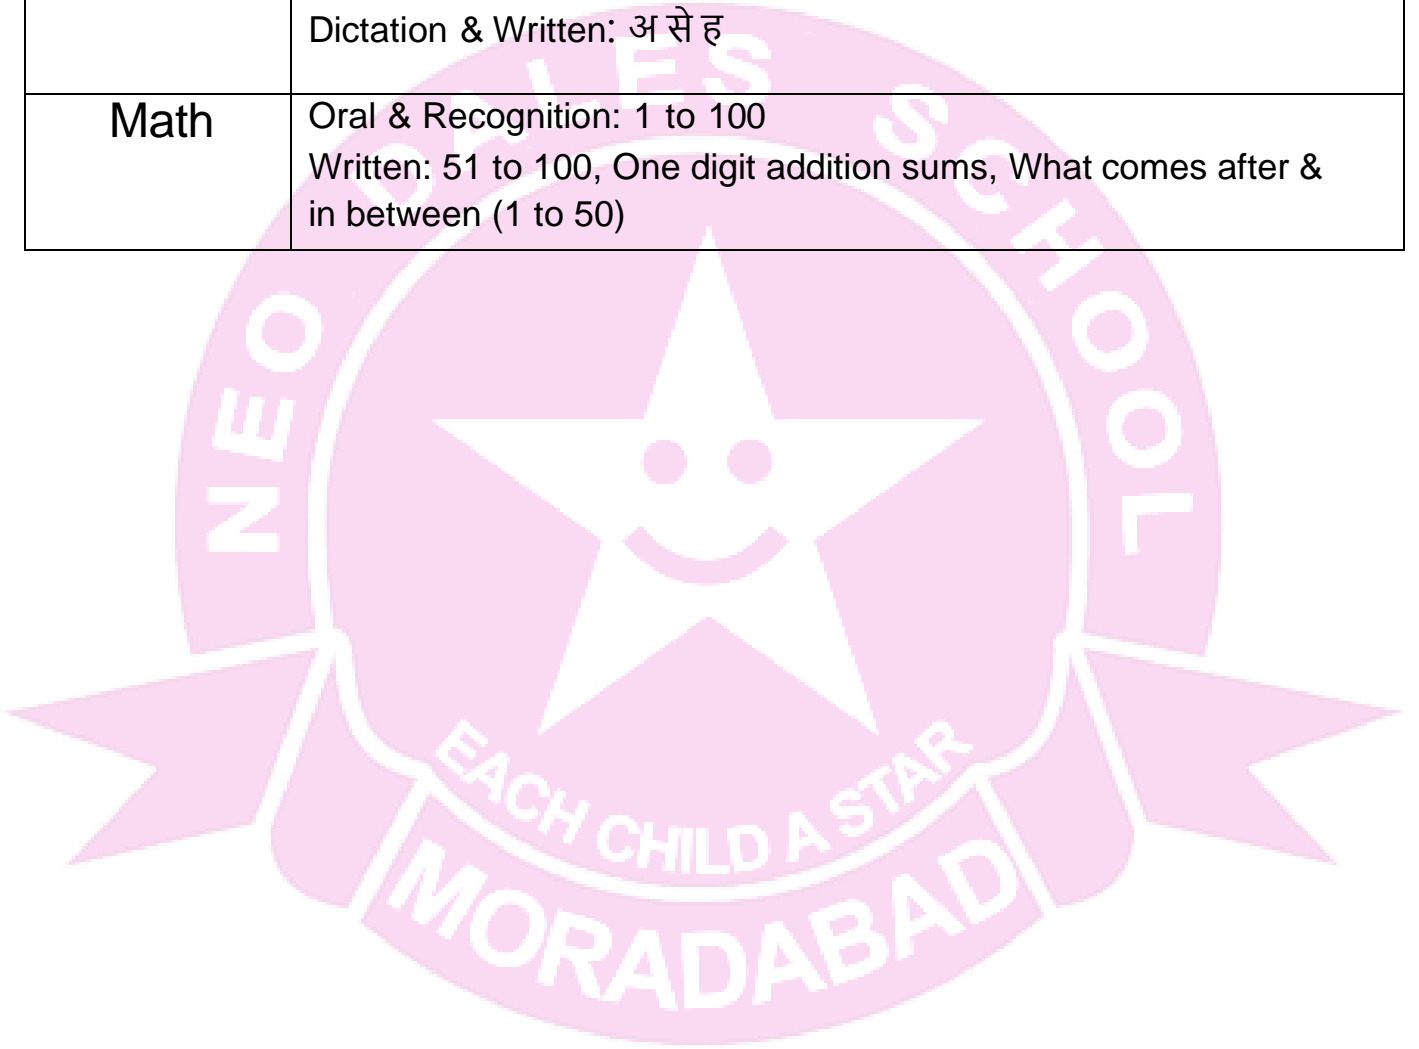 Dictation & Written: अ से ह
Math
Oral & Recognition: 1 to 100
Written: 51 to 100, One digit addition sums, What comes after &
in between (1 to 50)
NEO DALES SCHOOL
EACH CHILD A STAR
MORADABAD